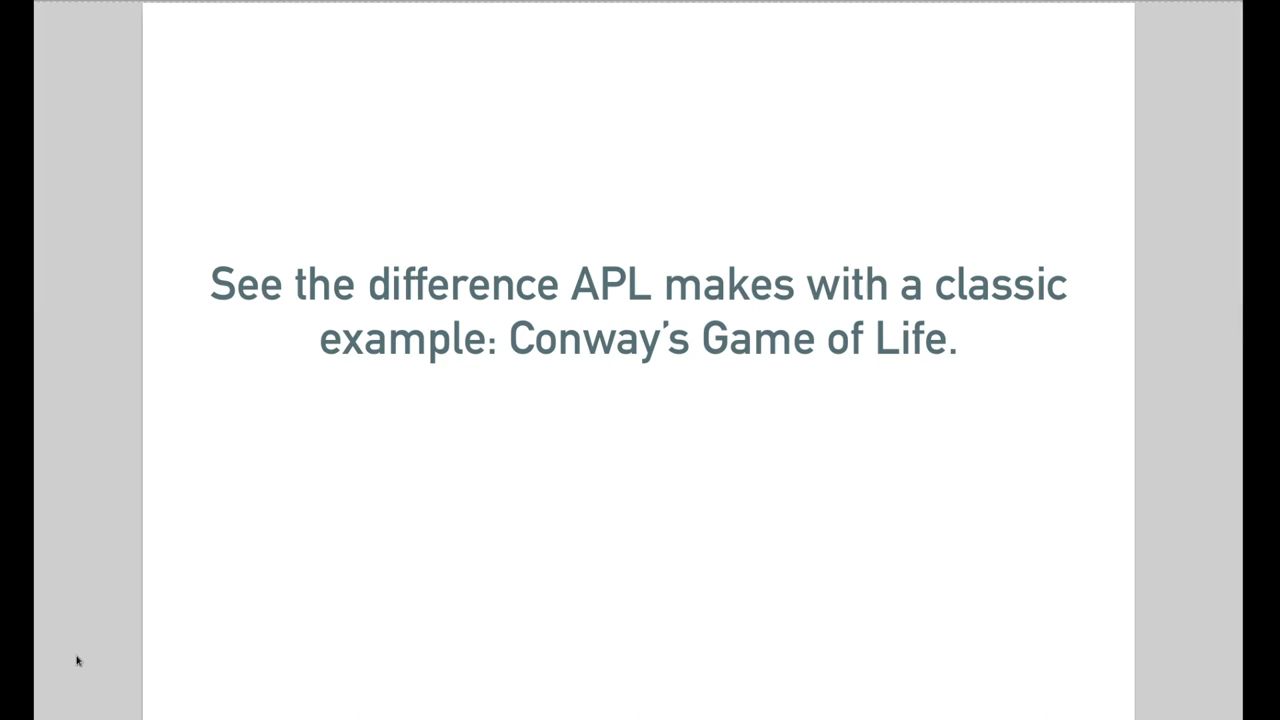 See the difference APL makes with a classic
example: Conway’s Game of Life.